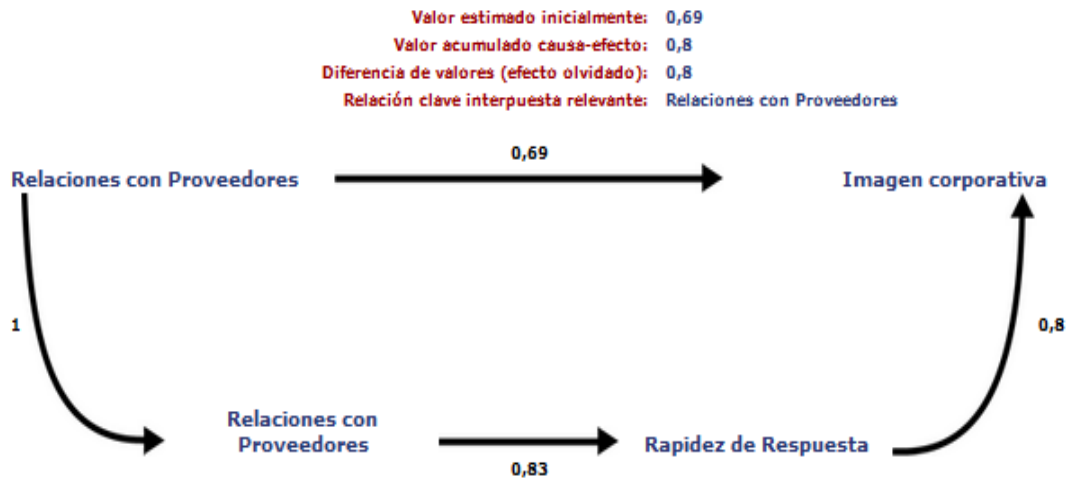 Valor estimado inicialmente: 0,69
Valor acumulado causa-efecto: 0,8
Diferencia de valores (efecto olvidado): 0,8
Relación clave interpuesta relevante: Relaciones con Proveedores
0,69
Relaciones con Proveedores
Imagen corporativa
1
0,8
Relaciones con
Proveedores
Rapidez de Respuesta
0,83